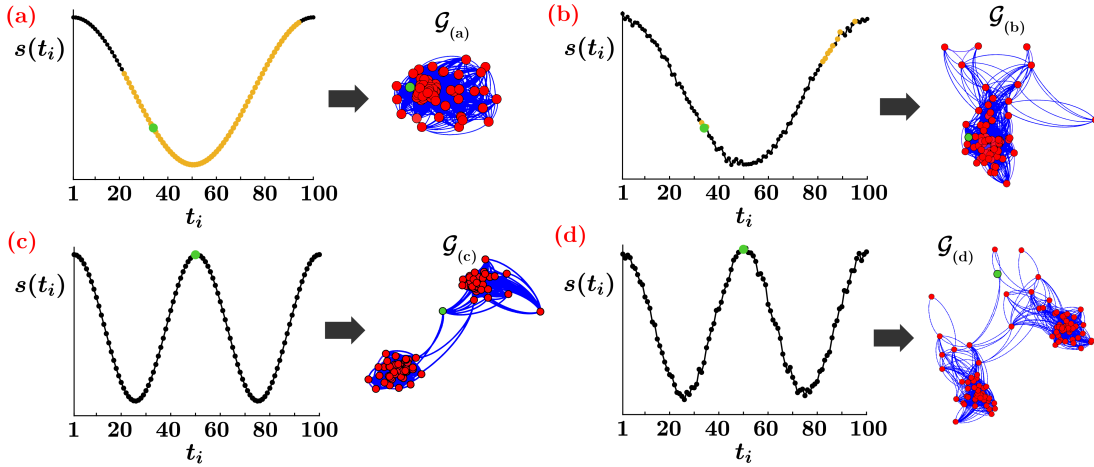 (a)
s(t_i)
1 20 40 60 80 100
t_i
𝒢_(a)
(b)
s(t_i)
1 20 40 60 80 100
t_i
𝒢_(b)
(c)
s(t_i)
1 20 40 60 80 100
t_i
𝒢_(c)
(d)
s(t_i)
1 20 40 60 80 100
t_i
𝒢_(d)